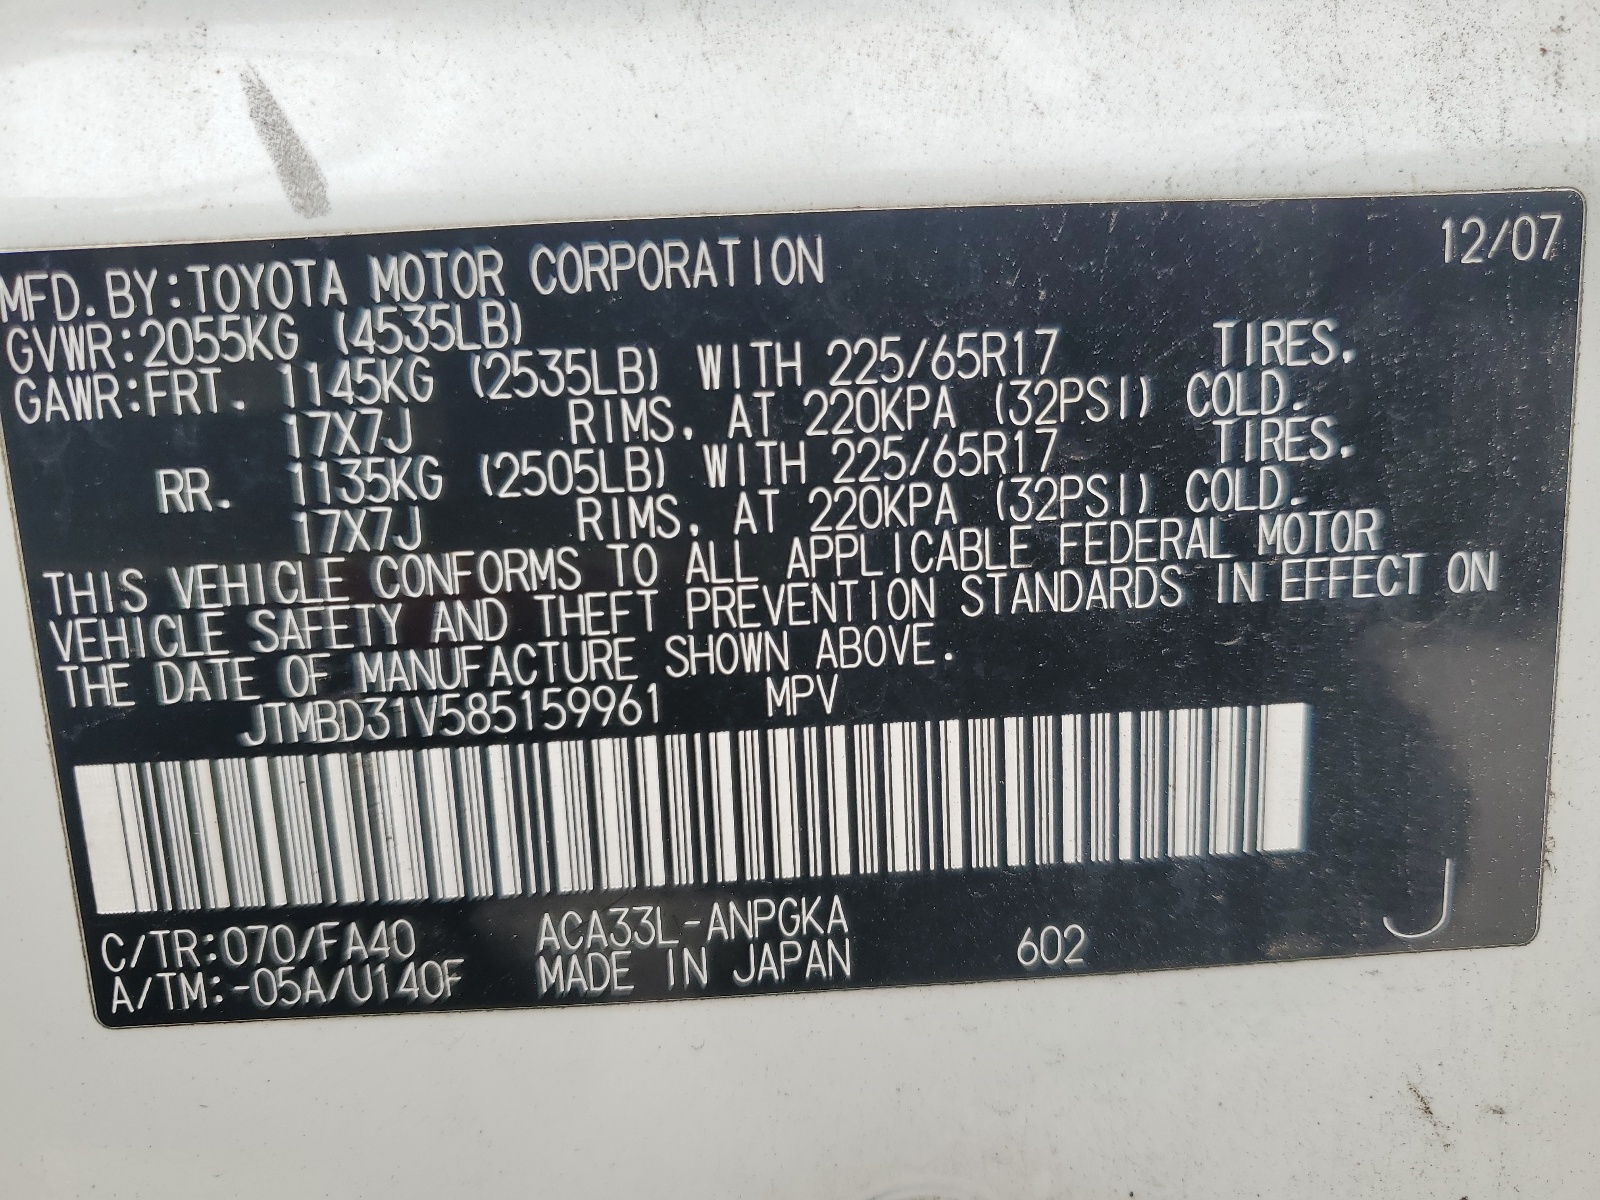 12/07
MFD. BY: TOYOTA MOTOR CORPORATION
GVWR: 2055KG (4535LB)
GAWR: FRT. 1145KG (2535LB) WITH 225/65R17 TIRES,
17X7J RIMS, AT 220KPA (32PSI) COLD.
RR. 1135KG (2505LB) WITH 225/65R17 TIRES,
17X7J RIMS, AT 220KPA (32PSI) COLD.
THIS VEHICLE CONFORMS TO ALL APPLICABLE FEDERAL MOTOR
VEHICLE SAFETY AND THEFT PREVENTION STANDARDS IN EFFECT ON
THE DATE OF MANUFACTURE SHOWN ABOVE.
JTMBD31V585159961 MPV
C/TR:070/FA40 ACA33L-ANPGKA
A/TM:-05A/U140F MADE IN JAPAN 602 J